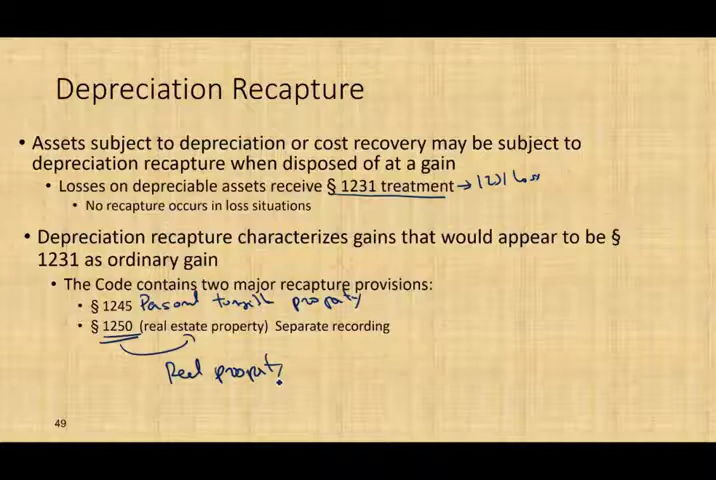 Depreciation Recapture
• Assets subject to depreciation or cost recovery may be subject to
depreciation recapture when disposed of at a gain
• Losses on depreciable assets receive § 1231 treatment → 1231 loss
• No recapture occurs in loss situations
• Depreciation recapture characterizes gains that would appear to be §
1231 as ordinary gain
• The Code contains two major recapture provisions:
• § 1245 property
• § 1250 (real estate property) Separate recording
Real property
49